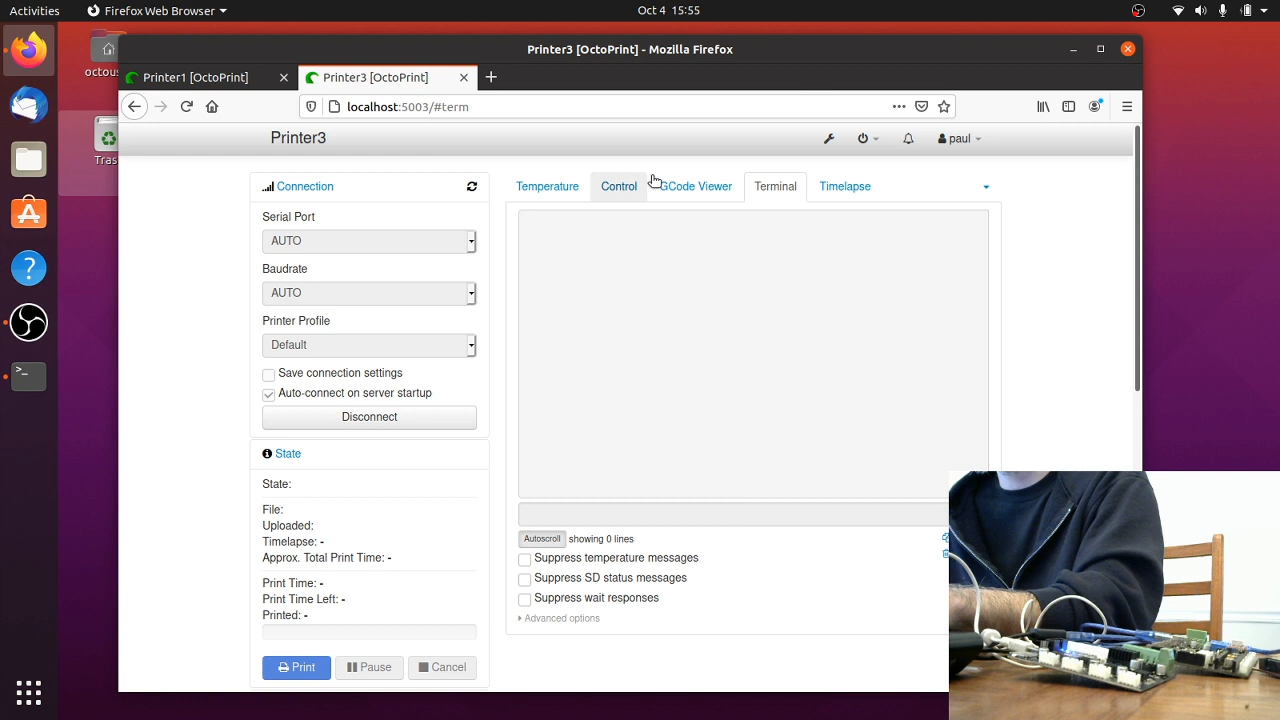 Activities
Firefox Web Browser
Oct 4 15:55
Printer3 [OctoPrint] - Mozilla Firefox
octous
Tras
Printer1 [OctoPrint]
Printer3 [OctoPrint]
localhost:5003/#term
Printer3
paul
Connection
Serial Port
AUTO
Baudrate
AUTO
Printer Profile
Default
Save connection settings
Auto-connect on server startup
Disconnect
State
State:
File:
Uploaded:
Timelapse: -
Approx. Total Print Time: -
Print Time: -
Print Time Left: -
Printed: -
Print
Pause
Cancel
Temperature
Control
GCode Viewer
Terminal
Timelapse
Autoscroll
showing 0 lines
Suppress temperature messages
Suppress SD status messages
Suppress wait responses
Advanced options